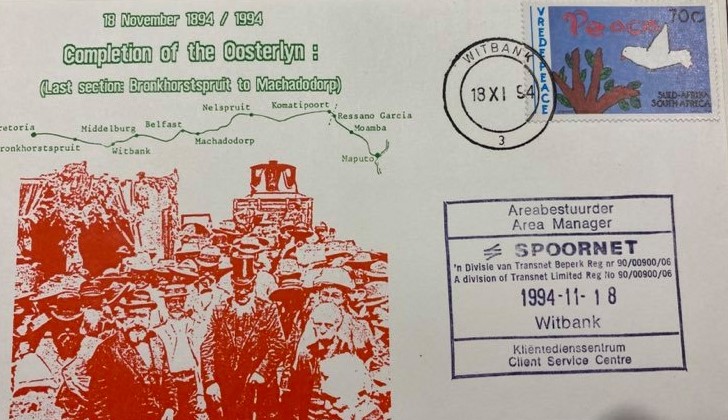 18 November 1894 / 1994
Completion of the Oosterlyn :
(Last section: Bronkhorstspruit to Machadodorp)
Nelspruit
Komatipoort
Ressano Garcia
retoria
Middelburg
Belfast
Moamba
ronkhorstspruit
Witbank
Machadodorp
Maputo
WITBANK
18 XI 94
3
VREDE PEACE
Peace
70c
SUID-AFRIKA
SOUTH AFRICA
Areabestuurder
Area Manager
SPOORNET
'n Divisie van Transnet Beperk Reg nr 90/00900/06
A division of Transnet Limited Reg No 90/00900/06
1994-11-18
Witbank
Kliëntedienssentrum
Client Service Centre